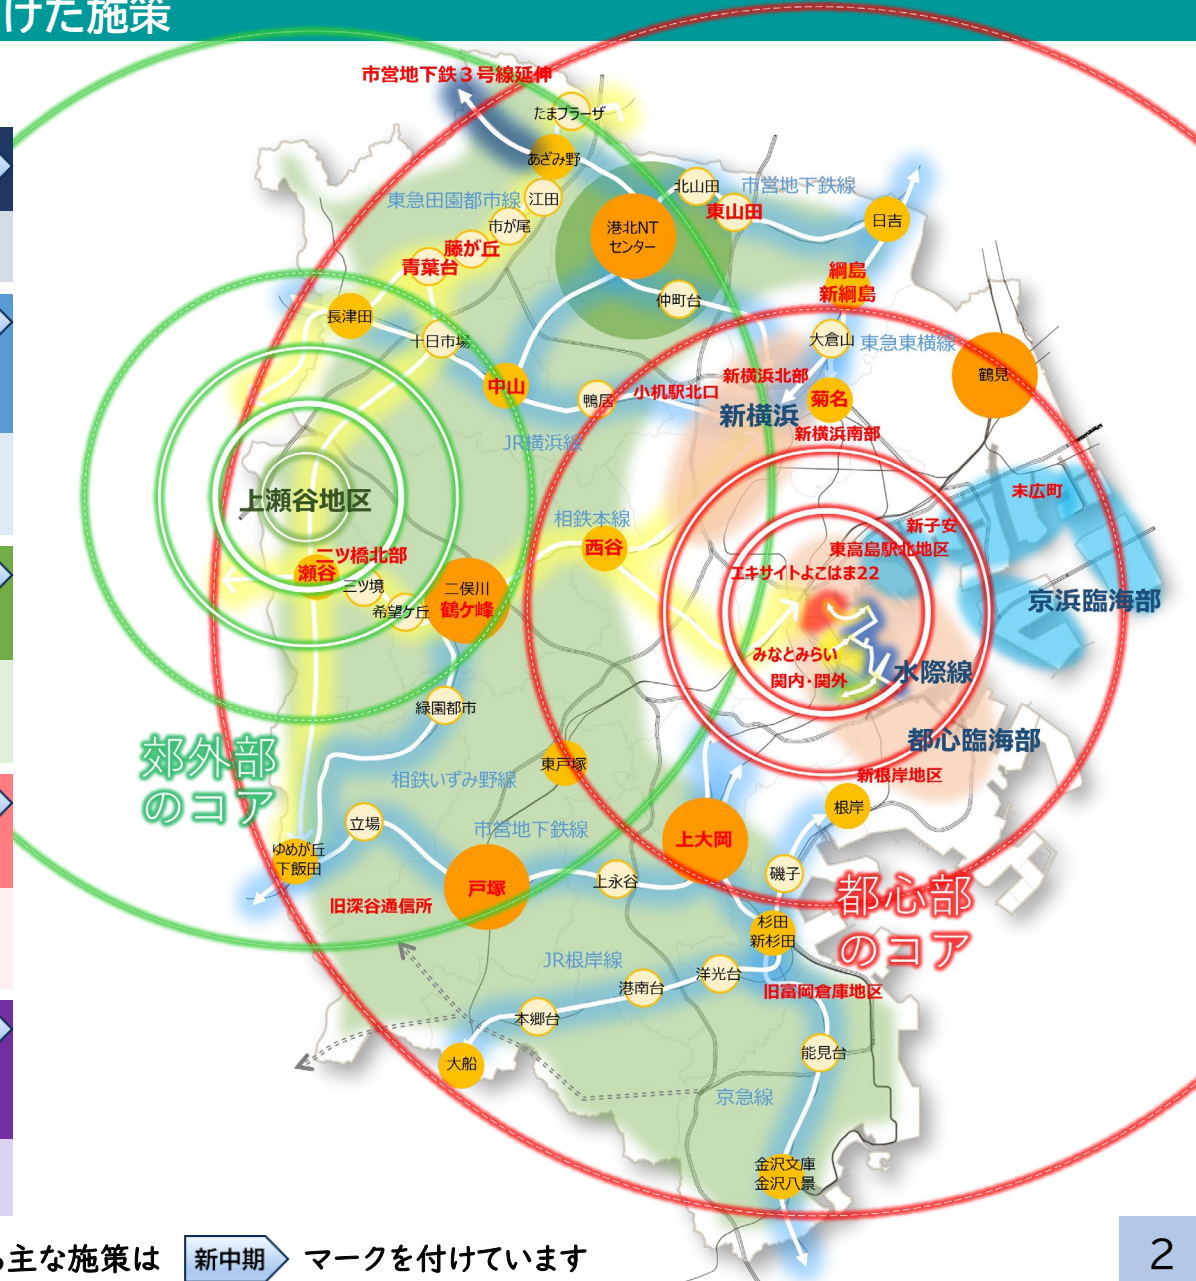 けた施策
市営地下鉄３号線延伸
たまプラーザ
あざみ野
北山田
市営地下鉄線
東急田園都市線
江田
東山田
市が尾
港北NT
センター
日吉
藤が丘
青葉台
綱島
新綱島
仲町台
長津田
十日市場
大倉山
東急東横線
鶴見
新横浜北部
中山
小机駅北口
菊名
鴨居
新横浜
新横浜南部
JR横浜線
上瀬谷地区
末広町
相鉄本線
新子安
西谷
東高島駅北地区
二ツ橋北部
瀬谷
エキサイトよこはま22
三ツ境
二俣川
鶴ケ峰
希望ケ丘
京浜臨海部
みなとみらい
水際線
関内・関外
緑園都市
都心臨海部
郊外部
のコア
東戸塚
新根岸地区
相鉄いずみ野線
根岸
立場
市営地下鉄線
上大岡
ゆめが丘
下飯田
磯子
上永谷
戸塚
都心部
のコア
旧深谷通信所
杉田
新杉田
JR根岸線
洋光台
港南台
旧富岡倉庫地区
本郷台
能見台
大船
京急線
金沢文庫
金沢八景
る主な施策は 新中期 マークを付けています
2